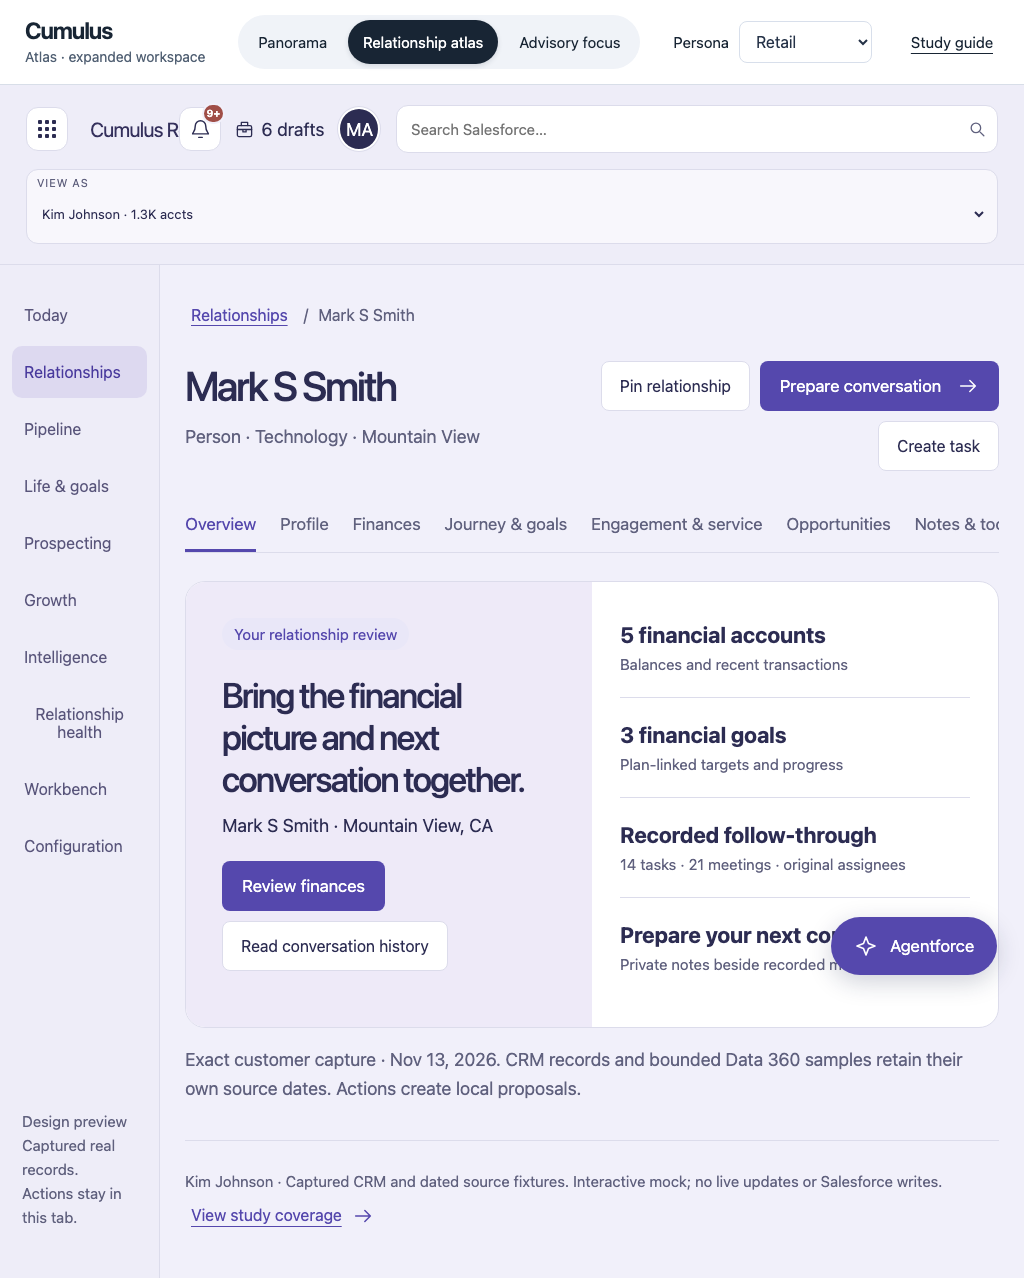 Cumulus
Atlas · expanded workspace
Panorama
Relationship atlas
Advisory focus
Persona
Retail
Study guide
Cumulus R
9+
6 drafts
MA
Search Salesforce...
VIEW AS
Kim Johnson · 1.3K accts
Today
Relationships
Pipeline
Life & goals
Prospecting
Growth
Intelligence
Relationship
health
Workbench
Configuration
Design preview
Captured real
records.
Actions stay in
this tab.
Relationships / Mark S Smith
Mark S Smith
Person · Technology · Mountain View
Pin relationship
Prepare conversation
Create task
Overview
Profile
Finances
Journey & goals
Engagement & service
Opportunities
Notes &
Your relationship review
Bring the financial
picture and next
conversation together.
Mark S Smith · Mountain View, CA
Review finances
Read conversation history
5 financial accounts
Balances and recent transactions
3 financial goals
Plan-linked targets and progress
Recorded follow-through
14 tasks · 21 meetings · original assignees
Prepare your next
Private notes beside recorded
Agentforce
Exact customer capture · Nov 13, 2026. CRM records and bounded Data 360 samples retain their
own source dates. Actions create local proposals.
Kim Johnson · Captured CRM and dated source fixtures. Interactive mock; no live updates or Salesforce writes.
View study coverage